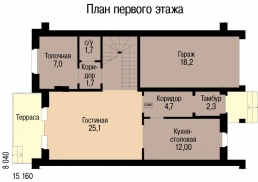 План первого этажа
Топочная
7,0
с/у
1,7
Кори-
дор
1,7
Гараж
18,2
Терраса
Гостиная
25,1
Коридор
4,7
Тамбур
2,3
Кухня-
столовая
12,00
8 040
15 160